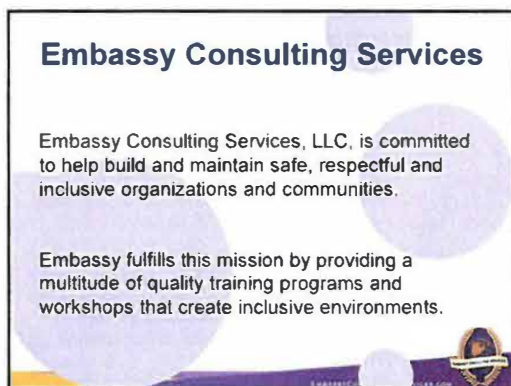 Embassy Consulting Services
Embassy Consulting Services, LLC, is committed
to help build and maintain safe, respectful and
inclusive organizations and communities.
Embassy fulfills this mission by providing a
multitude of quality training programs and
workshops that create inclusive environments.